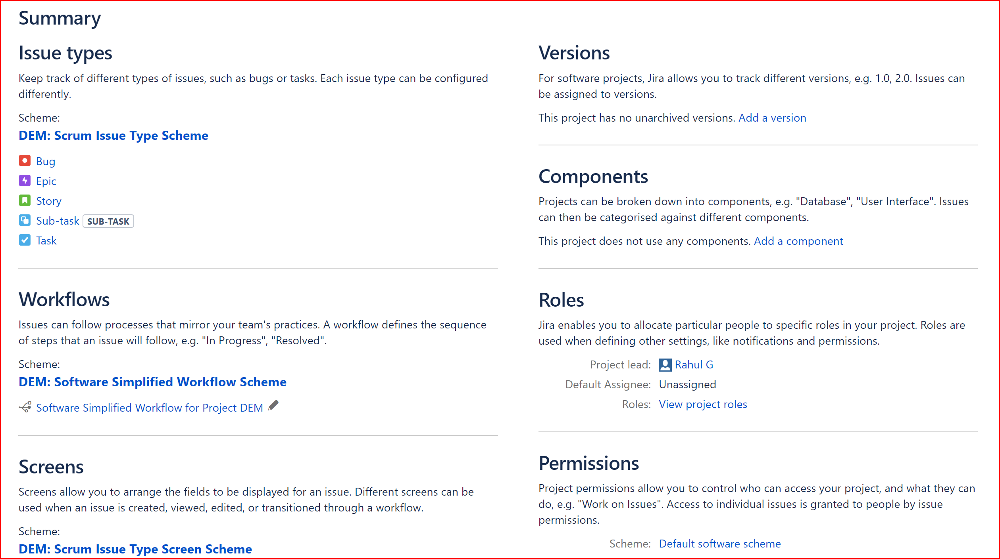 Summary
Issue types
Keep track of different types of issues, such as bugs or tasks. Each issue type can be configured
differently.
Scheme:
DEM: Scrum Issue Type Scheme
Bug
Epic
Story
Sub-task SUB-TASK
Task
Workflows
Issues can follow processes that mirror your team's practices. A workflow defines the sequence
of steps that an issue will follow, e.g. "In Progress", "Resolved".
Scheme:
DEM: Software Simplified Workflow Scheme
Software Simplified Workflow for Project DEM
Screens
Screens allow you to arrange the fields to be displayed for an issue. Different screens can be
used when an issue is created, viewed, edited, or transitioned through a workflow.
Scheme:
DEM: Scrum Issue Type Screen Scheme
Versions
For software projects, Jira allows you to track different versions, e.g. 1.0, 2.0. Issues can
be assigned to versions.
This project has no unarchived versions. Add a version
Components
Projects can be broken down into components, e.g. "Database", "User Interface". Issues
can then be categorised against different components.
This project does not use any components. Add a component
Roles
Jira enables you to allocate particular people to specific roles in your project. Roles are
used when defining other settings, like notifications and permissions.
Project lead: Rahul G
Default Assignee: Unassigned
Roles: View project roles
Permissions
Project permissions allow you to control who can access your project, and what they can
do, e.g. "Work on Issues". Access to individual issues is granted to people by issue
permissions.
Scheme: Default software scheme